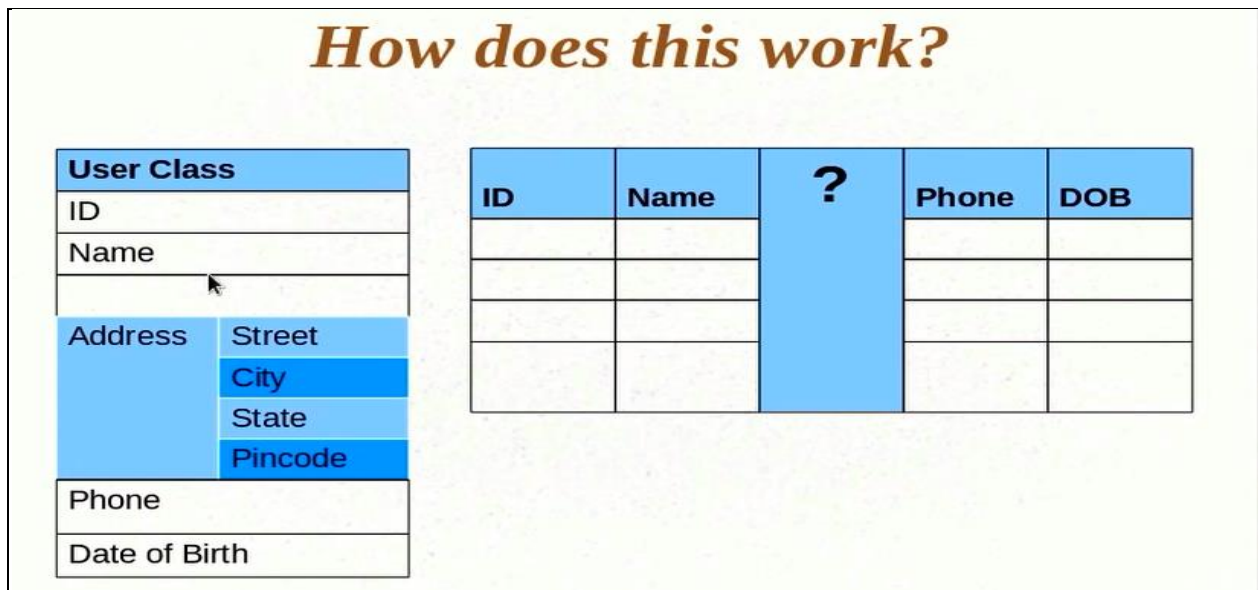 How does this work?
User Class
ID
Name
Address
Street
City
State
Pincode
Phone
Date of Birth
ID Name ? Phone DOB